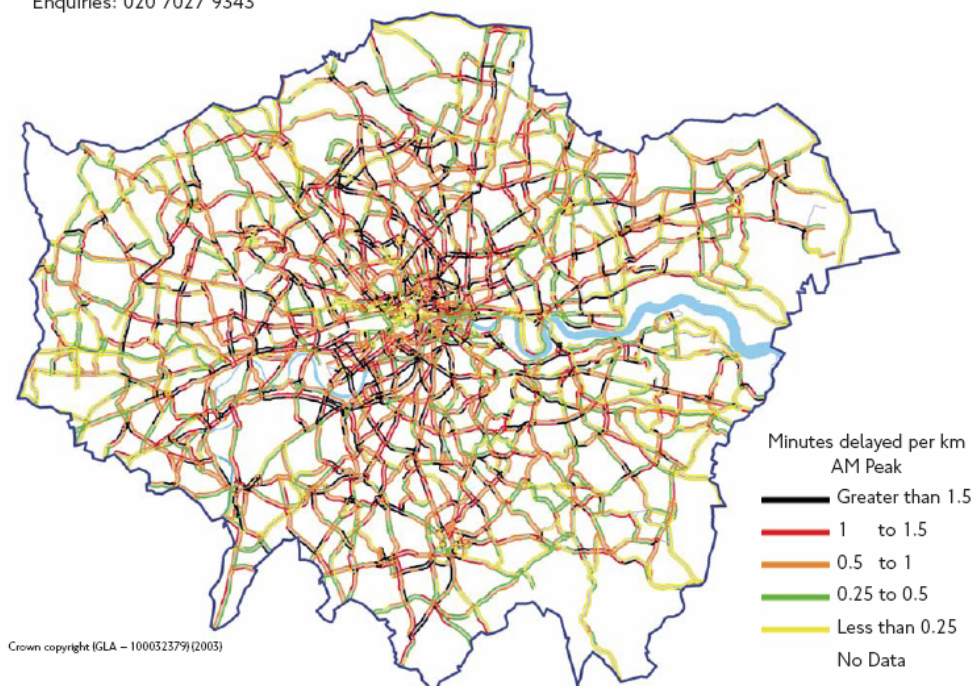 Enquiries: 020 7027 9343
Minutes delayed per km
AM Peak
Greater than 1.5
1 to 1.5
0.5 to 1
0.25 to 0.5
Less than 0.25
No Data
Crown copyright (GLA – 100032379) (2003)